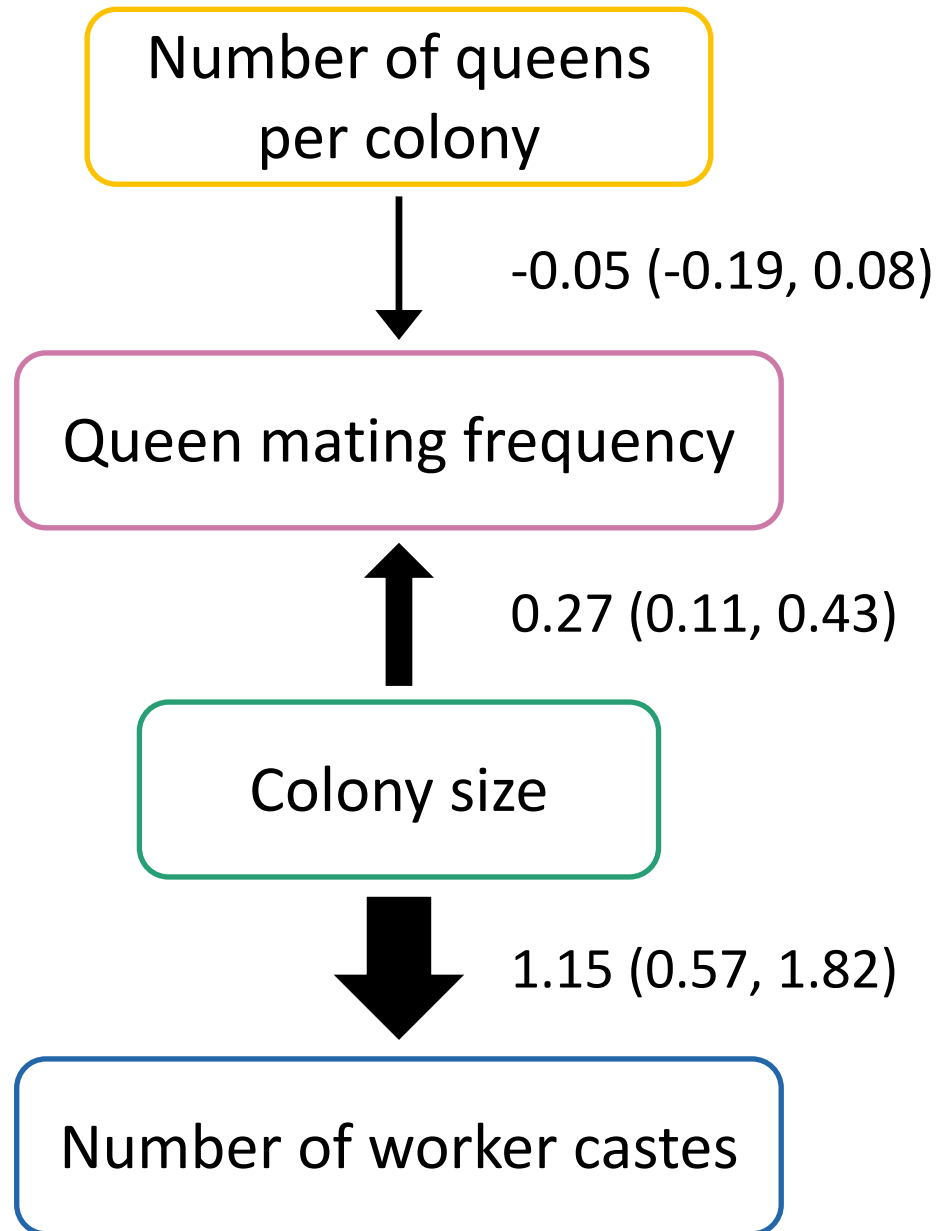 Number of queens
per colony
-0.05 (-0.19, 0.08)
Queen mating frequency
0.27 (0.11, 0.43)
Colony size
1.15 (0.57, 1.82)
Number of worker castes